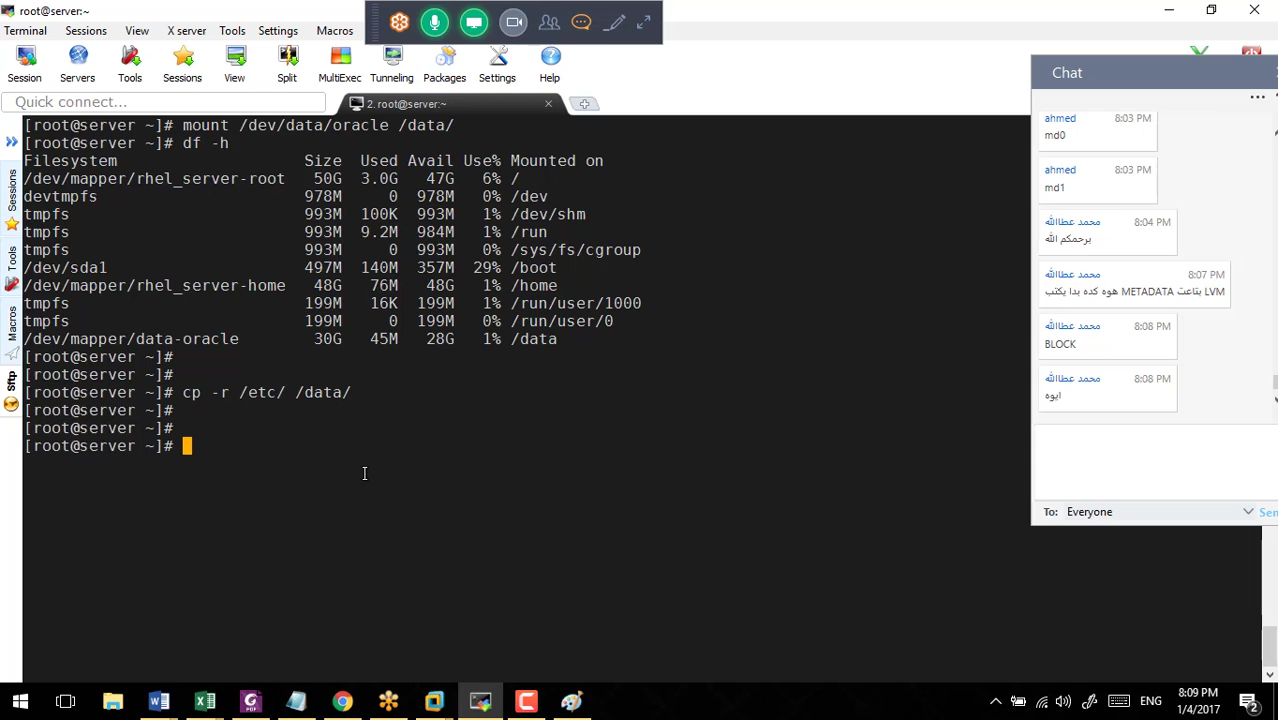 root@server:~
Terminal Sessions View X server Tools Settings Macros
Session Servers Tools Sessions View Split MultiExec Tunneling Packages Settings Help
Quick connect...
2. root@server:~
[root@server ~]# mount /dev/data/oracle /data/
[root@server ~]# df -h
Filesystem Size Used Avail Use% Mounted on
/dev/mapper/rhel_server-root 50G 3.0G 47G 6% /
devtmpfs 978M 0 978M 0% /dev
tmpfs 993M 100K 993M 1% /dev/shm
tmpfs 993M 9.2M 984M 1% /run
tmpfs 993M 0 993M 0% /sys/fs/cgroup
/dev/sda1 497M 140M 357M 29% /boot
/dev/mapper/rhel_server-home 48G 76M 48G 1% /home
tmpfs 199M 16K 199M 1% /run/user/1000
tmpfs 199M 0 199M 0% /run/user/0
/dev/mapper/data-oracle 30G 45M 28G 1% /data
[root@server ~]#
[root@server ~]#
[root@server ~]# cp -r /etc/ /data/
[root@server ~]#
[root@server ~]#
[root@server ~]#
Sessions
Tools
Macros
Sftp
Chat
ahmed 8:03 PM
md0
ahmed 8:03 PM
md1
محمد عطاالله 8:04 PM
يرحمكم الله
محمد عطاالله 8:07 PM
هوه كده بدا يكتب METADATA بتاعت LVM
محمد عطاالله 8:08 PM
BLOCK
محمد عطاالله 8:08 PM
ايوه
To: Everyone
ENG
8:09 PM
1/4/2017
2